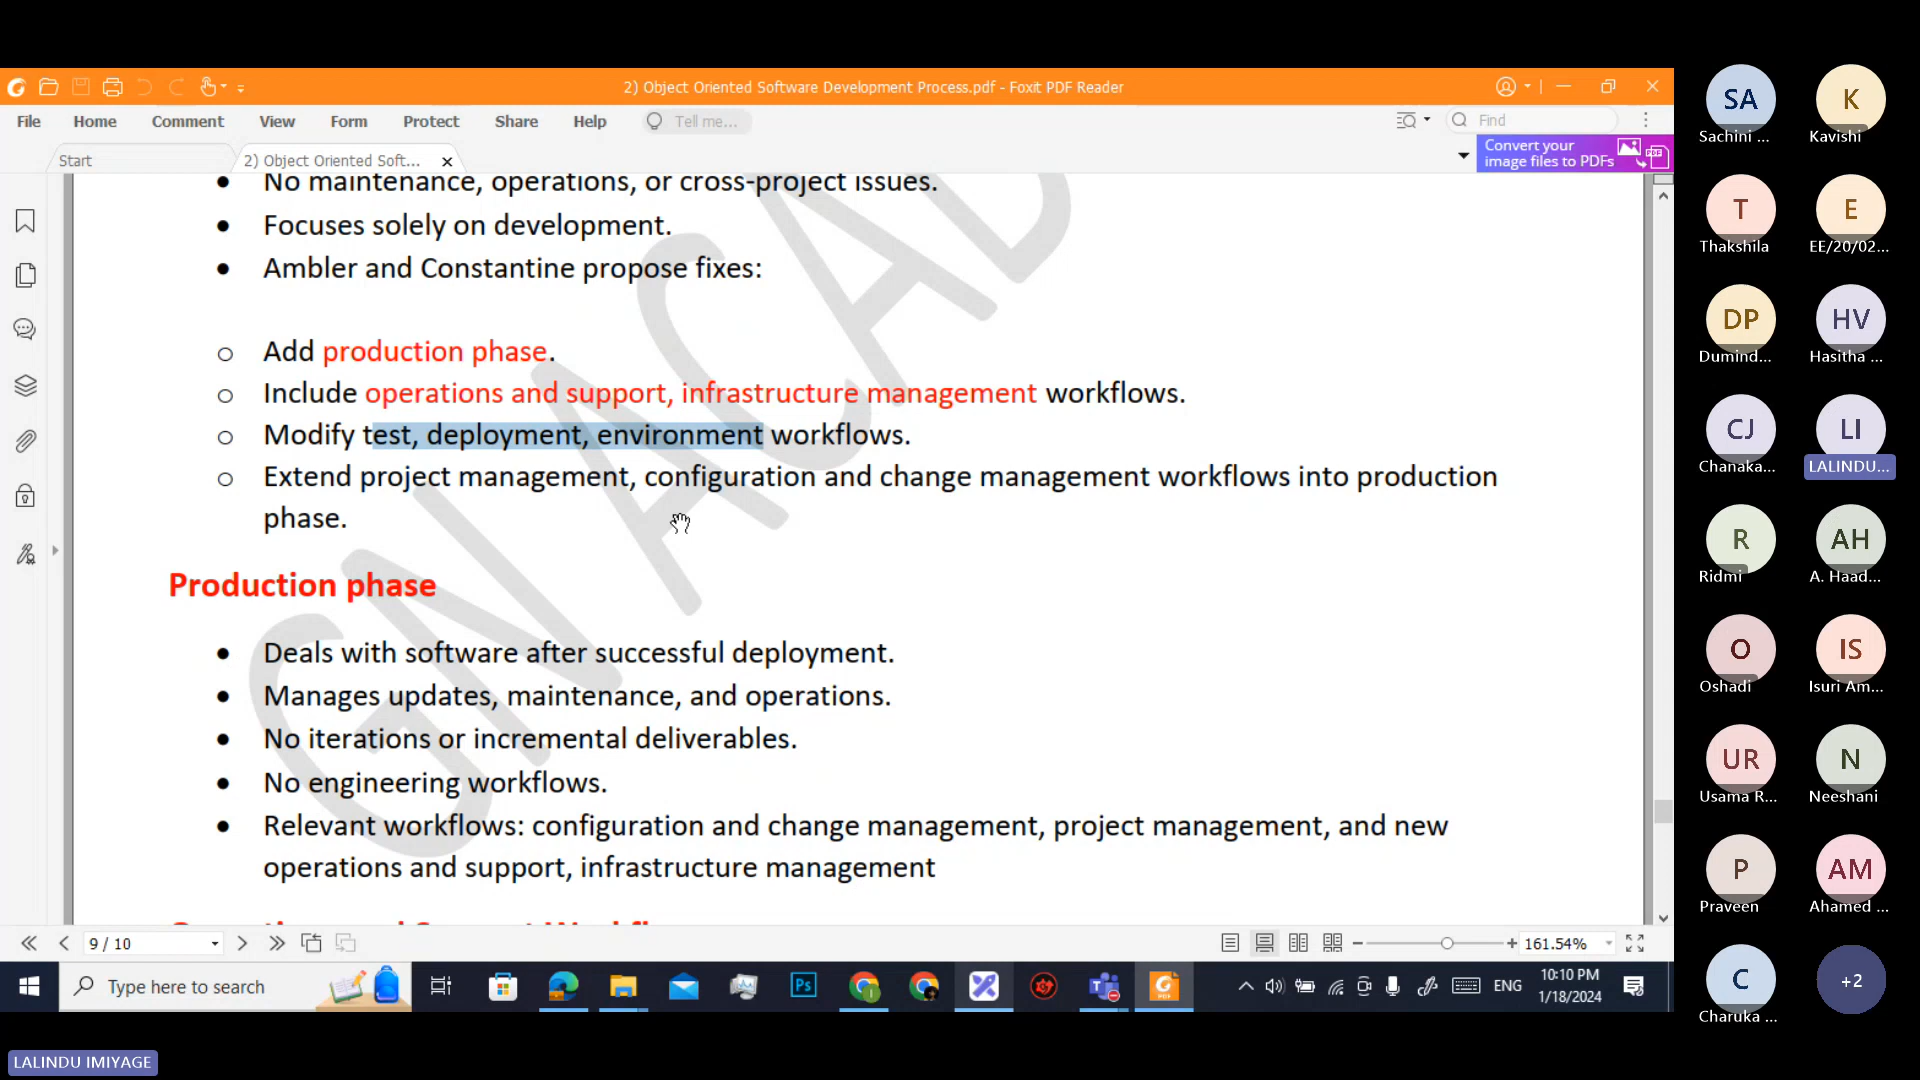 2) Object Oriented Software Development Process.pdf - Foxit PDF Reader
File Home Comment View Form Protect Share Help Tell me... Find
Start 2) Object Oriented Soft...
Convert your
image files to PDFs
No maintenance, operations, or cross-project issues.
Focuses solely on development.
Ambler and Constantine propose fixes:
Add production phase.
Include operations and support, infrastructure management workflows.
Modify test, deployment, environment workflows.
Extend project management, configuration and change management workflows into production
phase.
Production phase
Deals with software after successful deployment.
Manages updates, maintenance, and operations.
No iterations or incremental deliverables.
No engineering workflows.
Relevant workflows: configuration and change management, project management, and new
operations and support, infrastructure management
GN ACAD
9 / 10
161.54%
Type here to search
Ps
ENG
10:10 PM
1/18/2024
SA
Sachini ...
K
Kavishi
T
Thakshila
E
EE/20/02...
DP
Dumind...
HV
Hasitha ...
CJ
Chanaka...
LI
LALINDU...
R
Ridmi
AH
A. Haad...
O
Oshadi
IS
Isuri Am...
UR
Usama R...
N
Neeshani
P
Praveen
AM
Ahamed ...
C
Charuka ...
+2
LALINDU IMIYAGE